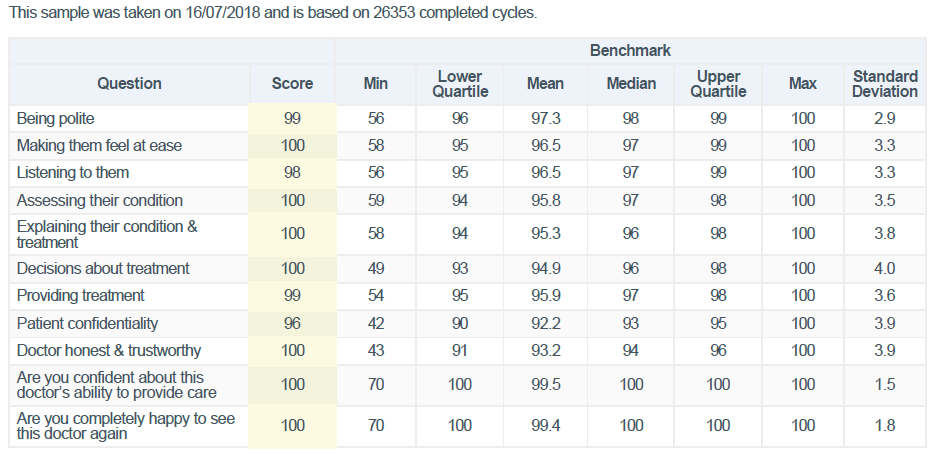 This sample was taken on 16/07/2018 and is based on 26353 completed cycles.
Benchmark
Question Score Min Lower Quartile Mean Median Upper Quartile Max Standard Deviation
Being polite 99 56 96 97.3 98 99 100 2.9
Making them feel at ease 100 58 95 96.5 97 99 100 3.3
Listening to them 98 56 95 96.5 97 99 100 3.3
Assessing their condition 100 59 94 95.8 97 98 100 3.5
Explaining their condition & treatment 100 58 94 95.3 96 98 100 3.8
Decisions about treatment 100 49 93 94.9 96 98 100 4.0
Providing treatment 99 54 95 95.9 97 98 100 3.6
Patient confidentiality 96 42 90 92.2 93 95 100 3.9
Doctor honest & trustworthy 100 43 91 93.2 94 96 100 3.9
Are you confident about this doctor's ability to provide care 100 70 100 99.5 100 100 100 1.5
Are you completely happy to see this doctor again 100 70 100 99.4 100 100 100 1.8